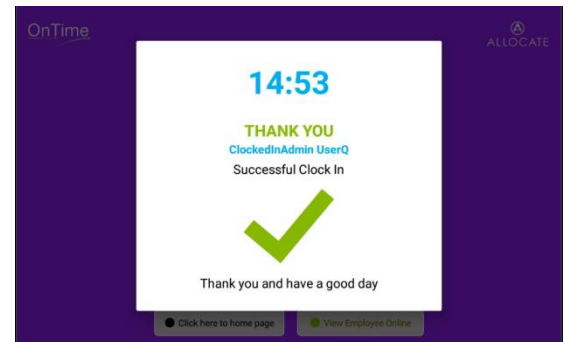 OnTime
ALLOCATE
14:53
THANK YOU
ClockedInAdmin UserQ
Successful Clock In
Thank you and have a good day
Click here to home page
View Employee Online